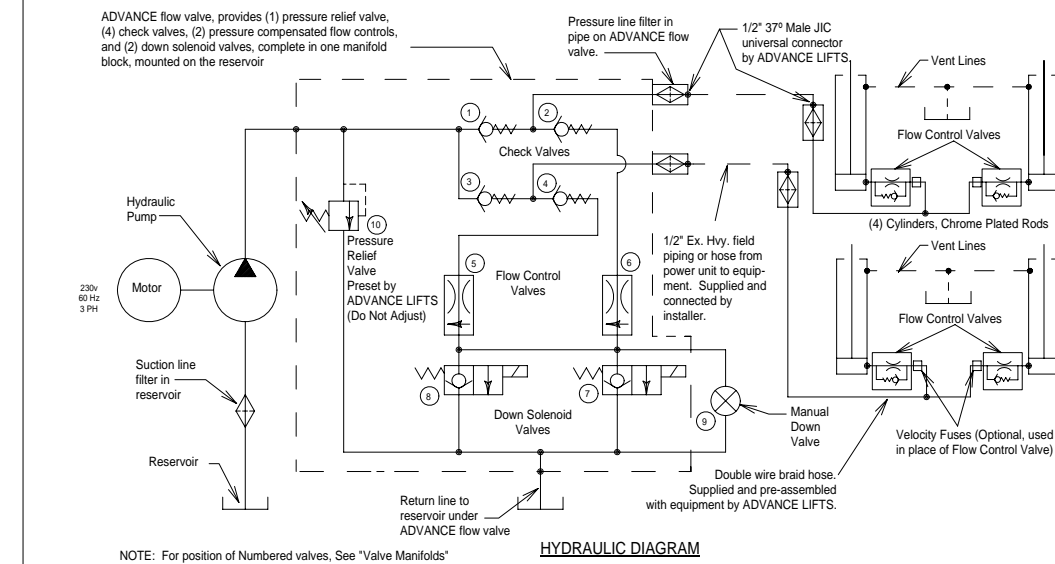 ADVANCE flow valve, provides (1) pressure relief valve,
(4) check valves, (2) pressure compensated flow controls,
and (2) down solenoid valves, complete in one manifold
block, mounted on the reservoir
Pressure line filter in
pipe on ADVANCE flow
valve.
1/2" 37º Male JIC
universal connector
by ADVANCE LIFTS.
Vent Lines
Flow Control Valves
(4) Cylinders, Chrome Plated Rods
1
2
Check Valves
3
4
Hydraulic
Pump
10
Pressure
Relief
Valve
Preset by
ADVANCE LIFTS
(Do Not Adjust)
230v
60 Hz
3 PH
Motor
5
Flow Control
Valves
6
1/2" Ex. Hvy. field
piping or hose from
power unit to equip-
ment. Supplied and
connected by
installer.
Vent Lines
Flow Control Valves
Suction line
filter in
reservoir
8
7
Down Solenoid
Valves
9
Manual
Down
Valve
Velocity Fuses (Optional, used
in place of Flow Control Valve)
Reservoir
Double wire braid hose.
Supplied and pre-assembled
with equipment by ADVANCE LIFTS.
Return line to
reservoir under
ADVANCE flow valve
NOTE: For position of Numbered valves, See "Valve Manifolds"
HYDRAULIC DIAGRAM